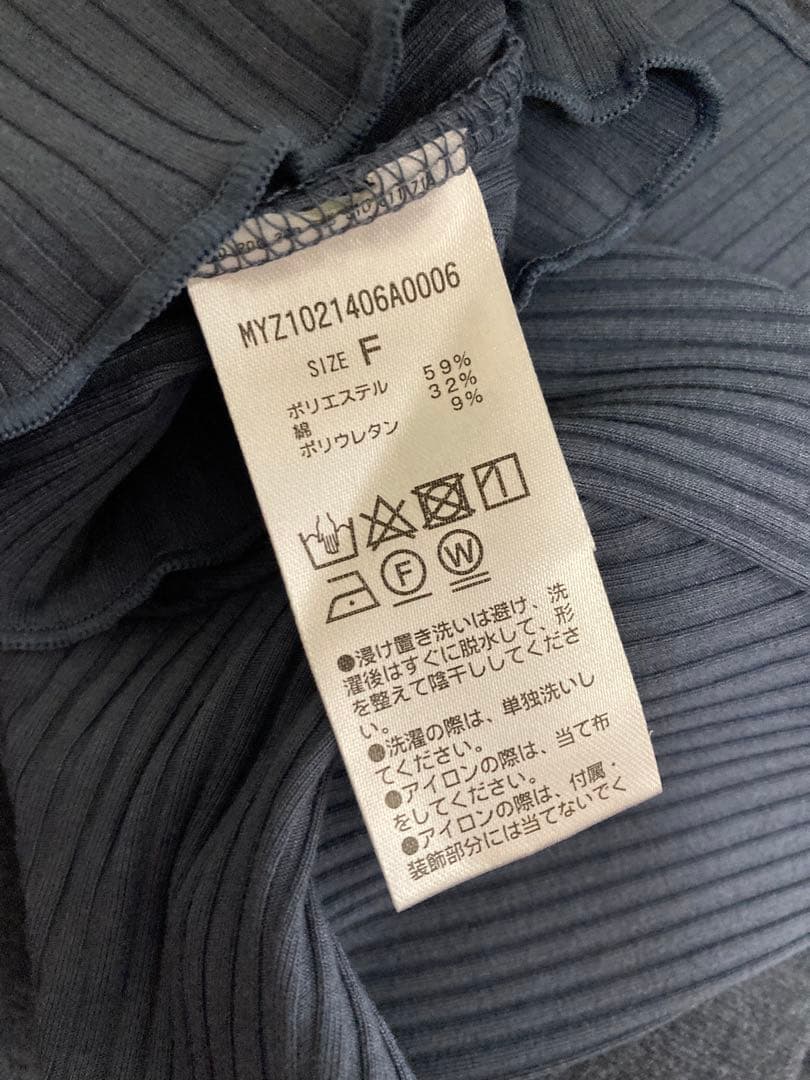 MYZ1021406A0006
SIZE F
ポリエステル 59%
綿 32%
ポリウレタン 9%
F W
●浸け置き洗いは避け、洗
濯後はすぐに脱水して、形
を整えて陰干ししてくださ
い。
●洗濯の際は、単独洗いし
てください。
●アイロンの際は、当て布
をしてください。
●アイロンの際は、付属・
装飾部分には当てないでく